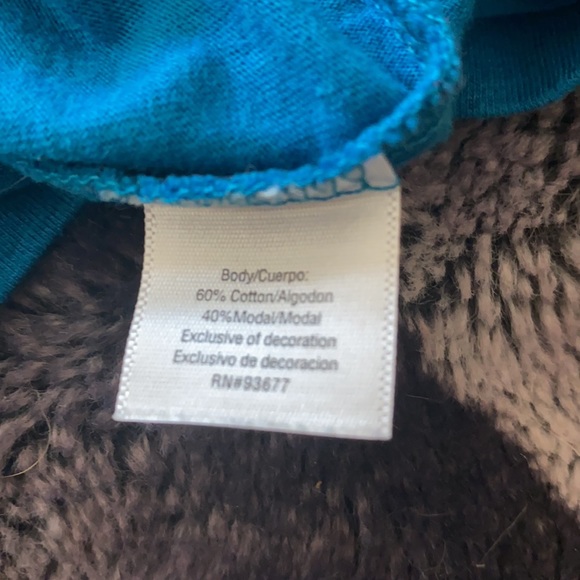 Body/Cuerpo:
60% Cotton/Algodon
40%Modal/Modal
Exclusive of decoration
Exclusivo de decoracion
RN#93677